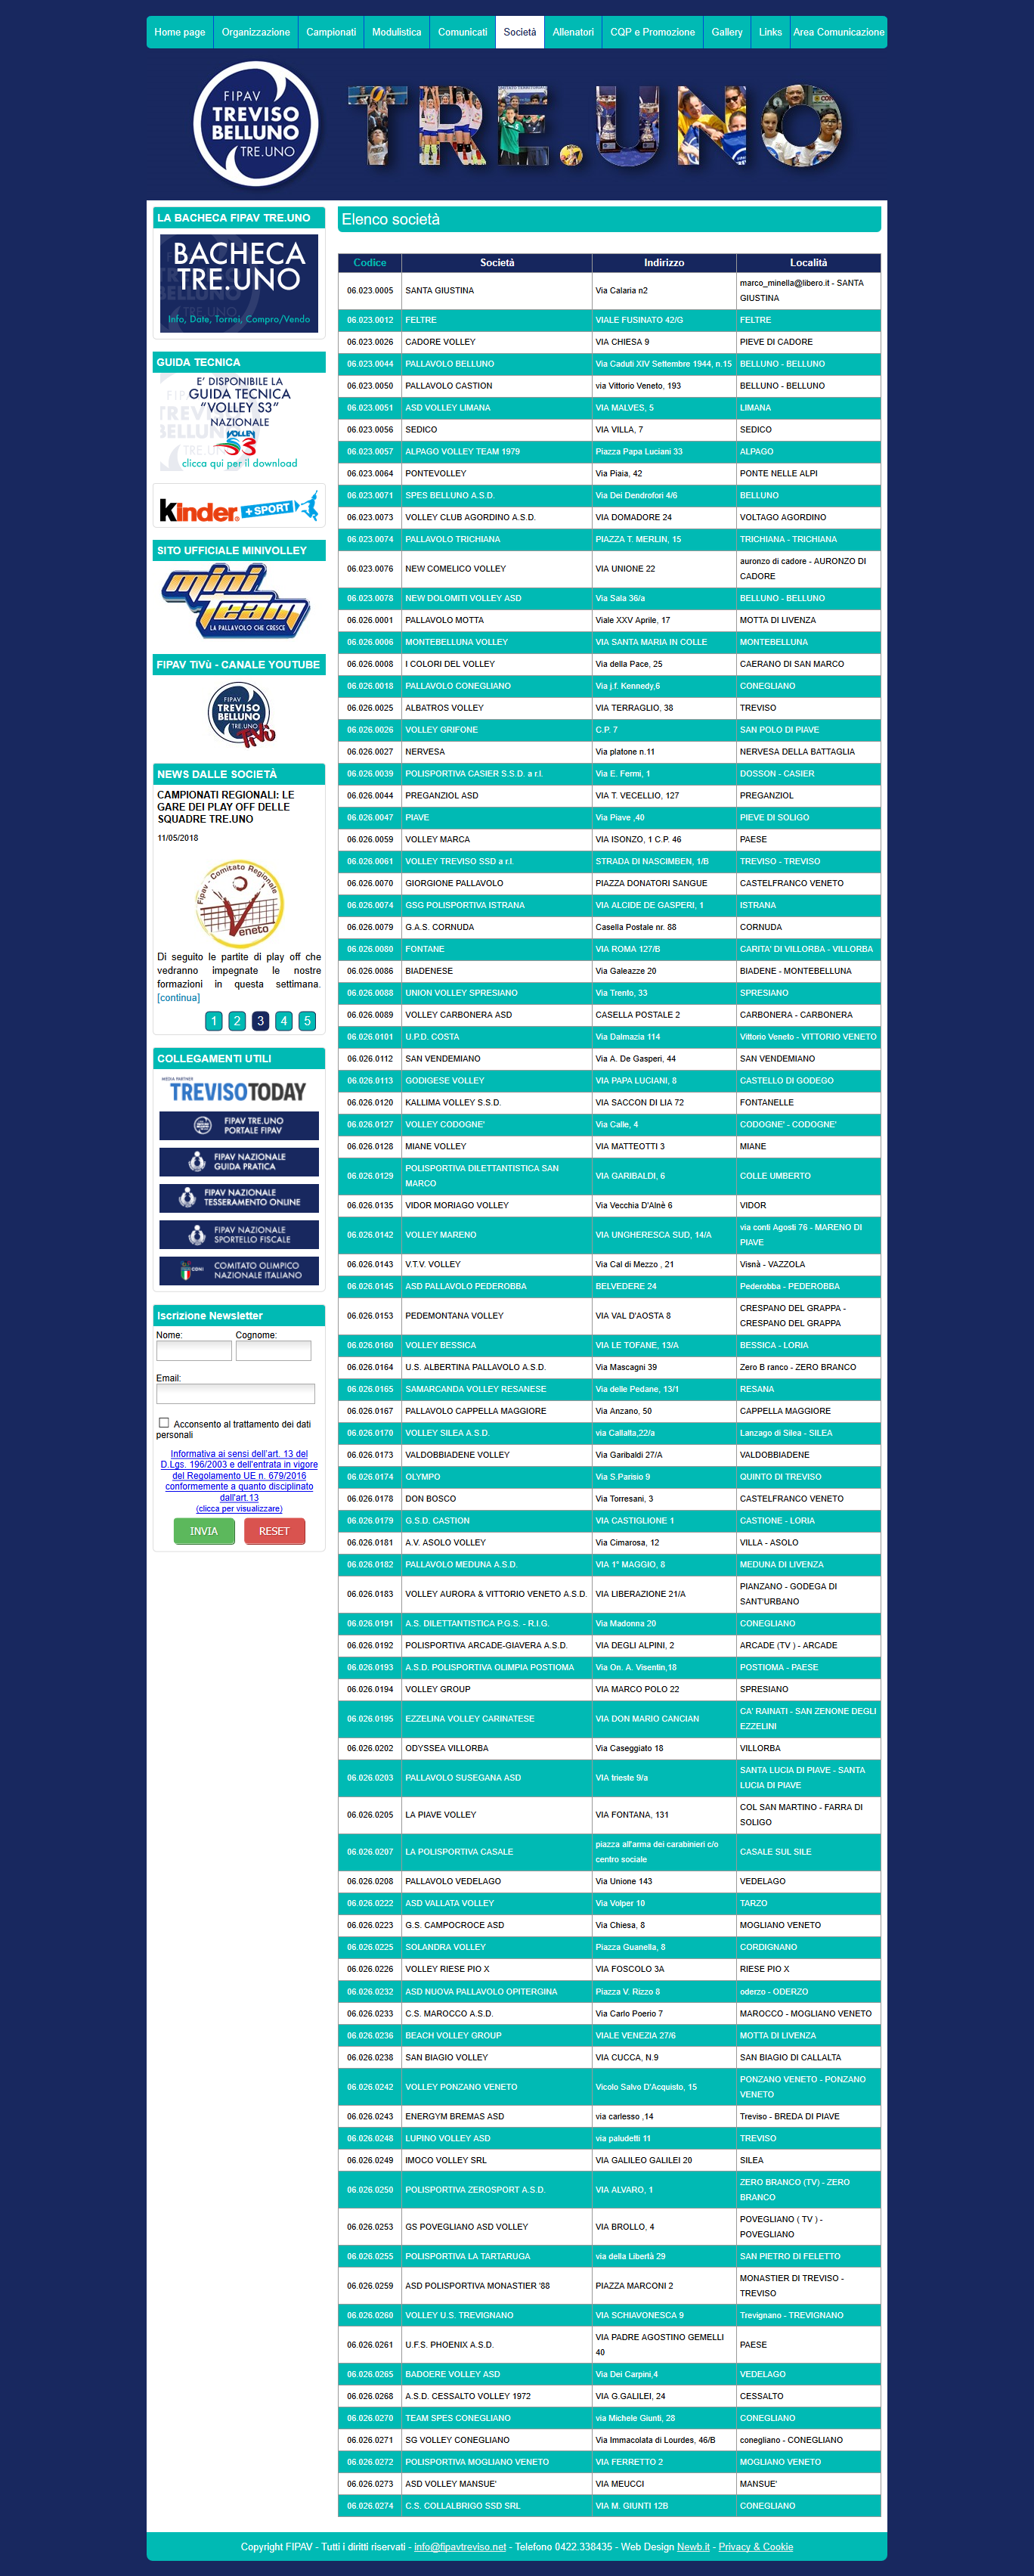 Home page Organizzazione Campionati Modulistica Comunicati Società Allenatori CQP e Promozione Gallery Links Area Comunicazione
FIPAV
TREVISO
BELLUNO
TRE.UNO
TRE.UNO
LA BACHECA FIPAV TRE.UNO
BACHECA
TRE.UNO
Info, Date, Tornei, Compro/Vendo
GUIDA TECNICA
E' DISPONIBILE LA
GUIDA TECNICA
"VOLLEY S3"
NAZIONALE
VOLLEY S3
clicca qui per il download
Kinder + SPORT
SITO UFFICIALE MINIVOLLEY
mini Team
LA PALLAVOLO CHE CRESCE
FIPAV TiVù - CANALE YOUTUBE
FIPAV
TREVISO
BELLUNO
TRE.UNO
TiVù
NEWS DALLE SOCIETÀ
CAMPIONATI REGIONALI: LE
GARE DEI PLAY OFF DELLE
SQUADRE TRE.UNO
11/05/2018
Fipav - Comitato Regionale
Veneto
Di seguito le partite di play off che
vedranno impegnate le nostre
formazioni in questa settimana.
[continua]
1 2 3 4 5
COLLEGAMENTI UTILI
MEDIA PARTNER
TREVISOTODAY
FIPAV TRE.UNO
PORTALE FIPAV
FIPAV NAZIONALE
GUIDA PRATICA
FIPAV NAZIONALE
TESSERAMENTO ONLINE
FIPAV NAZIONALE
SPORTELLO FISCALE
CONI
COMITATO OLIMPICO
NAZIONALE ITALIANO
Iscrizione Newsletter
Nome: Cognome:
Email:
Acconsento al trattamento dei dati
personali
Informativa ai sensi dell'art. 13 del
D.Lgs. 196/2003 e dell'entrata in vigore
del Regolamento UE n. 679/2016
conformemente a quanto disciplinato
dall'art.13
(clicca per visualizzare)
INVIA RESET
Elenco società
Codice Società Indirizzo Località
06.023.0005 SANTA GIUSTINA Via Calaria n2 marco_minella@libero.it - SANTA
GIUSTINA
06.023.0012 FELTRE VIALE FUSINATO 42/G FELTRE
06.023.0026 CADORE VOLLEY VIA CHIESA 9 PIEVE DI CADORE
06.023.0044 PALLAVOLO BELLUNO Via Caduti XIV Settembre 1944, n.15 BELLUNO - BELLUNO
06.023.0050 PALLAVOLO CASTION via Vittorio Veneto, 193 BELLUNO - BELLUNO
06.023.0051 ASD VOLLEY LIMANA VIA MALVES, 5 LIMANA
06.023.0056 SEDICO VIA VILLA, 7 SEDICO
06.023.0057 ALPAGO VOLLEY TEAM 1979 Piazza Papa Luciani 33 ALPAGO
06.023.0064 PONTEVOLLEY Via Piaia, 42 PONTE NELLE ALPI
06.023.0071 SPES BELLUNO A.S.D. Via Dei Dendrofori 4/6 BELLUNO
06.023.0073 VOLLEY CLUB AGORDINO A.S.D. VIA DOMADORE 24 VOLTAGO AGORDINO
06.023.0074 PALLAVOLO TRICHIANA PIAZZA T. MERLIN, 15 TRICHIANA - TRICHIANA
06.023.0076 NEW COMELICO VOLLEY VIA UNIONE 22 auronzo di cadore - AURONZO DI
CADORE
06.023.0078 NEW DOLOMITI VOLLEY ASD Via Sala 36/a BELLUNO - BELLUNO
06.026.0001 PALLAVOLO MOTTA Viale XXV Aprile, 17 MOTTA DI LIVENZA
06.026.0006 MONTEBELLUNA VOLLEY VIA SANTA MARIA IN COLLE MONTEBELLUNA
06.026.0008 I COLORI DEL VOLLEY Via della Pace, 25 CAERANO DI SAN MARCO
06.026.0018 PALLAVOLO CONEGLIANO Via j.f. Kennedy,6 CONEGLIANO
06.026.0025 ALBATROS VOLLEY VIA TERRAGLIO, 38 TREVISO
06.026.0026 VOLLEY GRIFONE C.P. 7 SAN POLO DI PIAVE
06.026.0027 NERVESA Via platone n.11 NERVESA DELLA BATTAGLIA
06.026.0039 POLISPORTIVA CASIER S.S.D. a r.l. Via E. Fermi, 1 DOSSON - CASIER
06.026.0044 PREGANZIOL ASD VIA T. VECELLIO, 127 PREGANZIOL
06.026.0047 PIAVE Via Piave ,40 PIEVE DI SOLIGO
06.026.0059 VOLLEY MARCA VIA ISONZO, 1 C.P. 46 PAESE
06.026.0061 VOLLEY TREVISO SSD a r.l. STRADA DI NASCIMBEN, 1/B TREVISO - TREVISO
06.026.0070 GIORGIONE PALLAVOLO PIAZZA DONATORI SANGUE CASTELFRANCO VENETO
06.026.0074 GSG POLISPORTIVA ISTRANA VIA ALCIDE DE GASPERI, 1 ISTRANA
06.026.0079 G.A.S. CORNUDA Casella Postale nr. 88 CORNUDA
06.026.0080 FONTANE VIA ROMA 127/B CARITA' DI VILLORBA - VILLORBA
06.026.0086 BIADENESE Via Galeazze 20 BIADENE - MONTEBELLUNA
06.026.0088 UNION VOLLEY SPRESIANO Via Trento, 33 SPRESIANO
06.026.0089 VOLLEY CARBONERA ASD CASELLA POSTALE 2 CARBONERA - CARBONERA
06.026.0101 U.P.D. COSTA Via Dalmazia 114 Vittorio Veneto - VITTORIO VENETO
06.026.0112 SAN VENDEMIANO Via A. De Gasperi, 44 SAN VENDEMIANO
06.026.0113 GODIGESE VOLLEY VIA PAPA LUCIANI, 8 CASTELLO DI GODEGO
06.026.0120 KALLIMA VOLLEY S.S.D. VIA SACCON DI LIA 72 FONTANELLE
06.026.0127 VOLLEY CODOGNE' Via Calle, 4 CODOGNE' - CODOGNE'
06.026.0128 MIANE VOLLEY VIA MATTEOTTI 3 MIANE
06.026.0129 POLISPORTIVA DILETTANTISTICA SAN
MARCO VIA GARIBALDI, 6 COLLE UMBERTO
06.026.0135 VIDOR MORIAGO VOLLEY Via Vecchia D'Alnè 6 VIDOR
06.026.0142 VOLLEY MARENO VIA UNGHERESCA SUD, 14/A via conti Agosti 76 - MARENO DI
PIAVE
06.026.0143 V.T.V. VOLLEY Via Cal di Mezzo , 21 Visnà - VAZZOLA
06.026.0145 ASD PALLAVOLO PEDEROBBA BELVEDERE 24 Pederobba - PEDEROBBA
06.026.0153 PEDEMONTANA VOLLEY VIA VAL D'AOSTA 8 CRESPANO DEL GRAPPA -
CRESPANO DEL GRAPPA
06.026.0160 VOLLEY BESSICA VIA LE TOFANE, 13/A BESSICA - LORIA
06.026.0164 U.S. ALBERTINA PALLAVOLO A.S.D. Via Mascagni 39 Zero B ranco - ZERO BRANCO
06.026.0165 SAMARCANDA VOLLEY RESANESE Via delle Pedane, 13/1 RESANA
06.026.0167 PALLAVOLO CAPPELLA MAGGIORE Via Anzano, 50 CAPPELLA MAGGIORE
06.026.0170 VOLLEY SILEA A.S.D. via Callalta,22/a Lanzago di Silea - SILEA
06.026.0173 VALDOBBIADENE VOLLEY Via Garibaldi 27/A VALDOBBIADENE
06.026.0174 OLYMPO Via S.Parisio 9 QUINTO DI TREVISO
06.026.0178 DON BOSCO Via Torresani, 3 CASTELFRANCO VENETO
06.026.0179 G.S.D. CASTION VIA CASTIGLIONE 1 CASTIONE - LORIA
06.026.0181 A.V. ASOLO VOLLEY Via Cimarosa, 12 VILLA - ASOLO
06.026.0182 PALLAVOLO MEDUNA A.S.D. VIA 1° MAGGIO, 8 MEDUNA DI LIVENZA
06.026.0183 VOLLEY AURORA & VITTORIO VENETO A.S.D. VIA LIBERAZIONE 21/A PIANZANO - GODEGA DI
SANT'URBANO
06.026.0191 A.S. DILETTANTISTICA P.G.S. - R.I.G. Via Madonna 20 CONEGLIANO
06.026.0192 POLISPORTIVA ARCADE-GIAVERA A.S.D. VIA DEGLI ALPINI, 2 ARCADE (TV ) - ARCADE
06.026.0193 A.S.D. POLISPORTIVA OLIMPIA POSTIOMA Via On. A. Visentin,18 POSTIOMA - PAESE
06.026.0194 VOLLEY GROUP VIA MARCO POLO 22 SPRESIANO
06.026.0195 EZZELINA VOLLEY CARINATESE VIA DON MARIO CANCIAN CA' RAINATI - SAN ZENONE DEGLI
EZZELINI
06.026.0202 ODYSSEA VILLORBA Via Caseggiato 18 VILLORBA
06.026.0203 PALLAVOLO SUSEGANA ASD VIA trieste 9/a SANTA LUCIA DI PIAVE - SANTA
LUCIA DI PIAVE
06.026.0205 LA PIAVE VOLLEY VIA FONTANA, 131 COL SAN MARTINO - FARRA DI
SOLIGO
06.026.0207 LA POLISPORTIVA CASALE piazza all'arma dei carabinieri c/o
centro sociale CASALE SUL SILE
06.026.0208 PALLAVOLO VEDELAGO Via Unione 143 VEDELAGO
06.026.0222 ASD VALLATA VOLLEY Via Volper 10 TARZO
06.026.0223 G.S. CAMPOCROCE ASD Via Chiesa, 8 MOGLIANO VENETO
06.026.0225 SOLANDRA VOLLEY Piazza Guanella, 8 CORDIGNANO
06.026.0226 VOLLEY RIESE PIO X VIA FOSCOLO 3A RIESE PIO X
06.026.0232 ASD NUOVA PALLAVOLO OPITERGINA Piazza V. Rizzo 8 oderzo - ODERZO
06.026.0233 C.S. MAROCCO A.S.D. Via Carlo Poerio 7 MAROCCO - MOGLIANO VENETO
06.026.0236 BEACH VOLLEY GROUP VIALE VENEZIA 27/6 MOTTA DI LIVENZA
06.026.0238 SAN BIAGIO VOLLEY VIA CUCCA, N.9 SAN BIAGIO DI CALLALTA
06.026.0242 VOLLEY PONZANO VENETO Vicolo Salvo D'Acquisto, 15 PONZANO VENETO - PONZANO
VENETO
06.026.0243 ENERGYM BREMAS ASD via carlesso ,14 Treviso - BREDA DI PIAVE
06.026.0248 LUPINO VOLLEY ASD via paludetti 11 TREVISO
06.026.0249 IMOCO VOLLEY SRL VIA GALILEO GALILEI 20 SILEA
06.026.0250 POLISPORTIVA ZEROSPORT A.S.D. VIA ALVARO, 1 ZERO BRANCO (TV) - ZERO
BRANCO
06.026.0253 GS POVEGLIANO ASD VOLLEY VIA BROLLO, 4 POVEGLIANO ( TV ) -
POVEGLIANO
06.026.0255 POLISPORTIVA LA TARTARUGA via della Libertà 29 SAN PIETRO DI FELETTO
06.026.0259 ASD POLISPORTIVA MONASTIER '88 PIAZZA MARCONI 2 MONASTIER DI TREVISO -
TREVISO
06.026.0260 VOLLEY U.S. TREVIGNANO VIA SCHIAVONESCA 9 Trevignano - TREVIGNANO
06.026.0261 U.F.S. PHOENIX A.S.D. VIA PADRE AGOSTINO GEMELLI
40 PAESE
06.026.0265 BADOERE VOLLEY ASD Via Dei Carpini,4 VEDELAGO
06.026.0268 A.S.D. CESSALTO VOLLEY 1972 VIA G.GALILEI, 24 CESSALTO
06.026.0270 TEAM SPES CONEGLIANO via Michele Giunti, 28 CONEGLIANO
06.026.0271 SG VOLLEY CONEGLIANO Via Immacolata di Lourdes, 46/B conegliano - CONEGLIANO
06.026.0272 POLISPORTIVA MOGLIANO VENETO VIA FERRETTO 2 MOGLIANO VENETO
06.026.0273 ASD VOLLEY MANSUE' VIA MEUCCI MANSUE'
06.026.0274 C.S. COLLALBRIGO SSD SRL VIA M. GIUNTI 12B CONEGLIANO
Copyright FIPAV - Tutti i diritti riservati - info@fipavtreviso.net - Telefono 0422.338435 - Web Design Newb.it - Privacy & Cookie